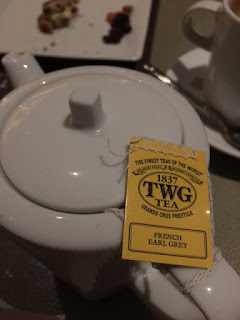 THE FINEST TEAS OF THE WORLD
1837
TWG
TEA
GRANDS CRUS PRESTIGE
FRENCH
EARL GREY